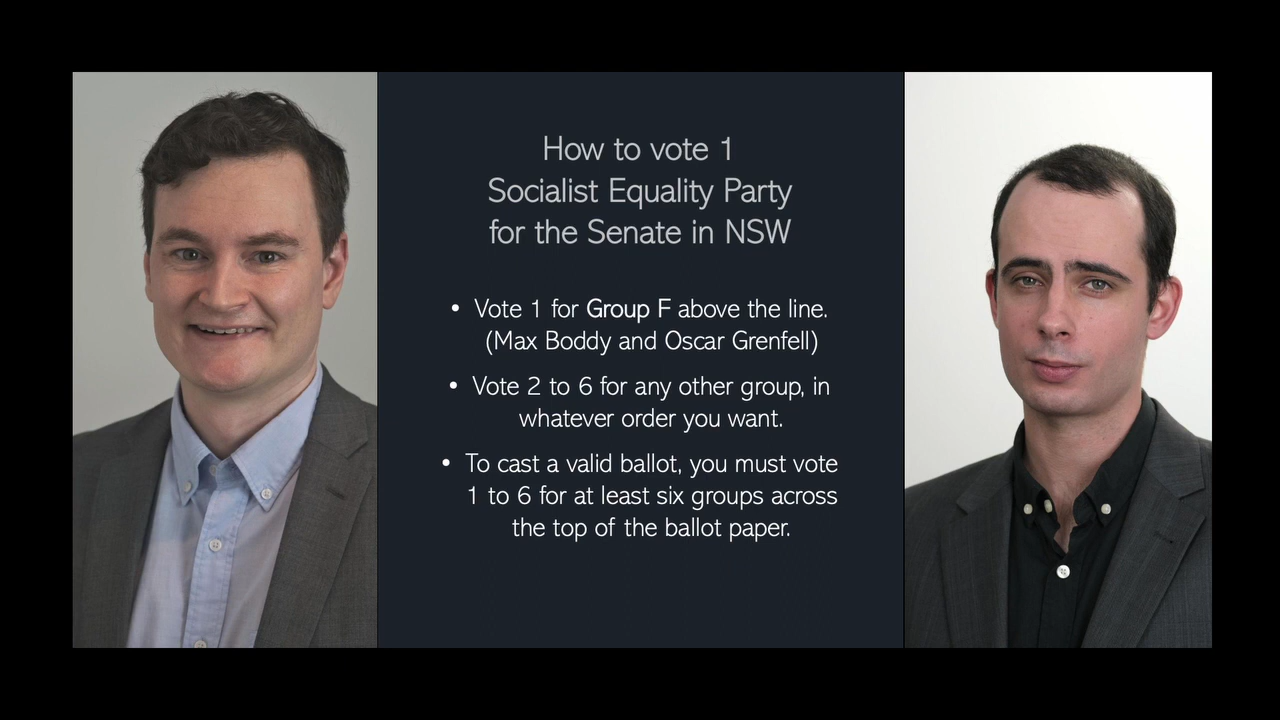 How to vote 1
Socialist Equality Party
for the Senate in NSW
• Vote 1 for Group F above the line.
(Max Boddy and Oscar Grenfell)
• Vote 2 to 6 for any other group, in
whatever order you want.
• To cast a valid ballot, you must vote
1 to 6 for at least six groups across
the top of the ballot paper.